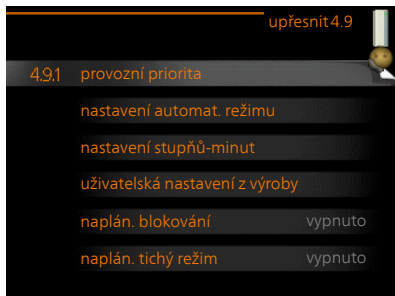 upřesnit 4.9
4.9.1 provozní priorita
nastavení automat. režimu
nastavení stupňů-minut
uživatelská nastavení z výroby
naplán. blokování vypnuto
naplán. tichý režim vypnuto